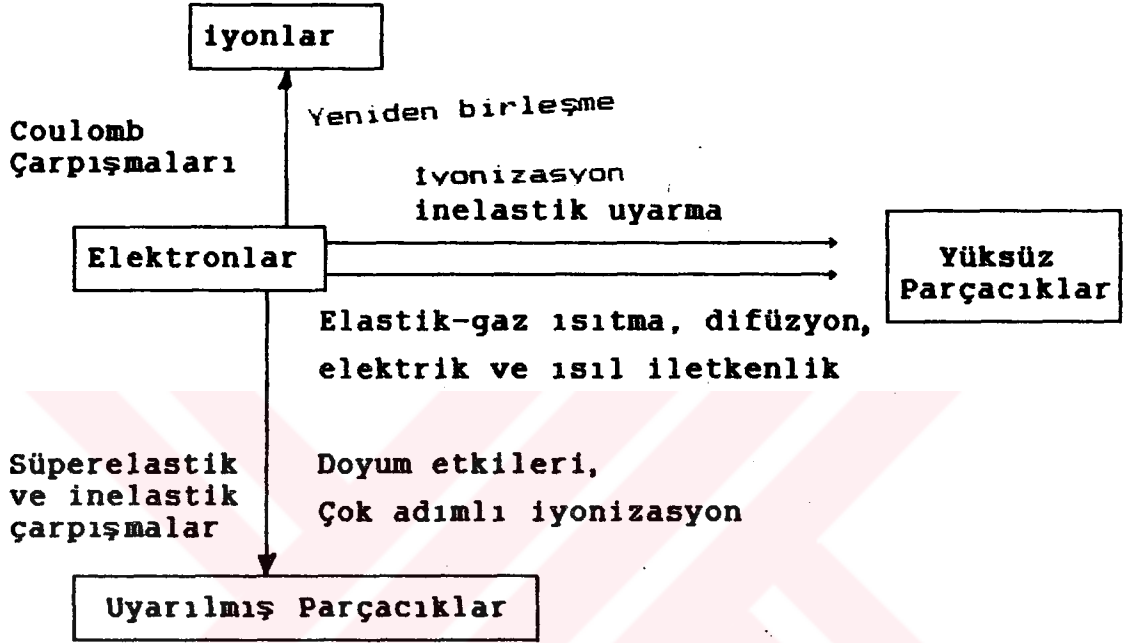 iyonlar
Yeniden birleşme
Coulomb
Çarpışmaları
İyonizasyon
inelastik uyarma
Elektronlar
Yüksüz
Parçacıklar
Elastik-gaz ısıtma, difüzyon,
elektrik ve ısıl iletkenlik
Süperelastik
ve inelastik
çarpışmalar
Doyum etkileri,
Çok adımlı iyonizasyon
Uyarılmış Parçacıklar